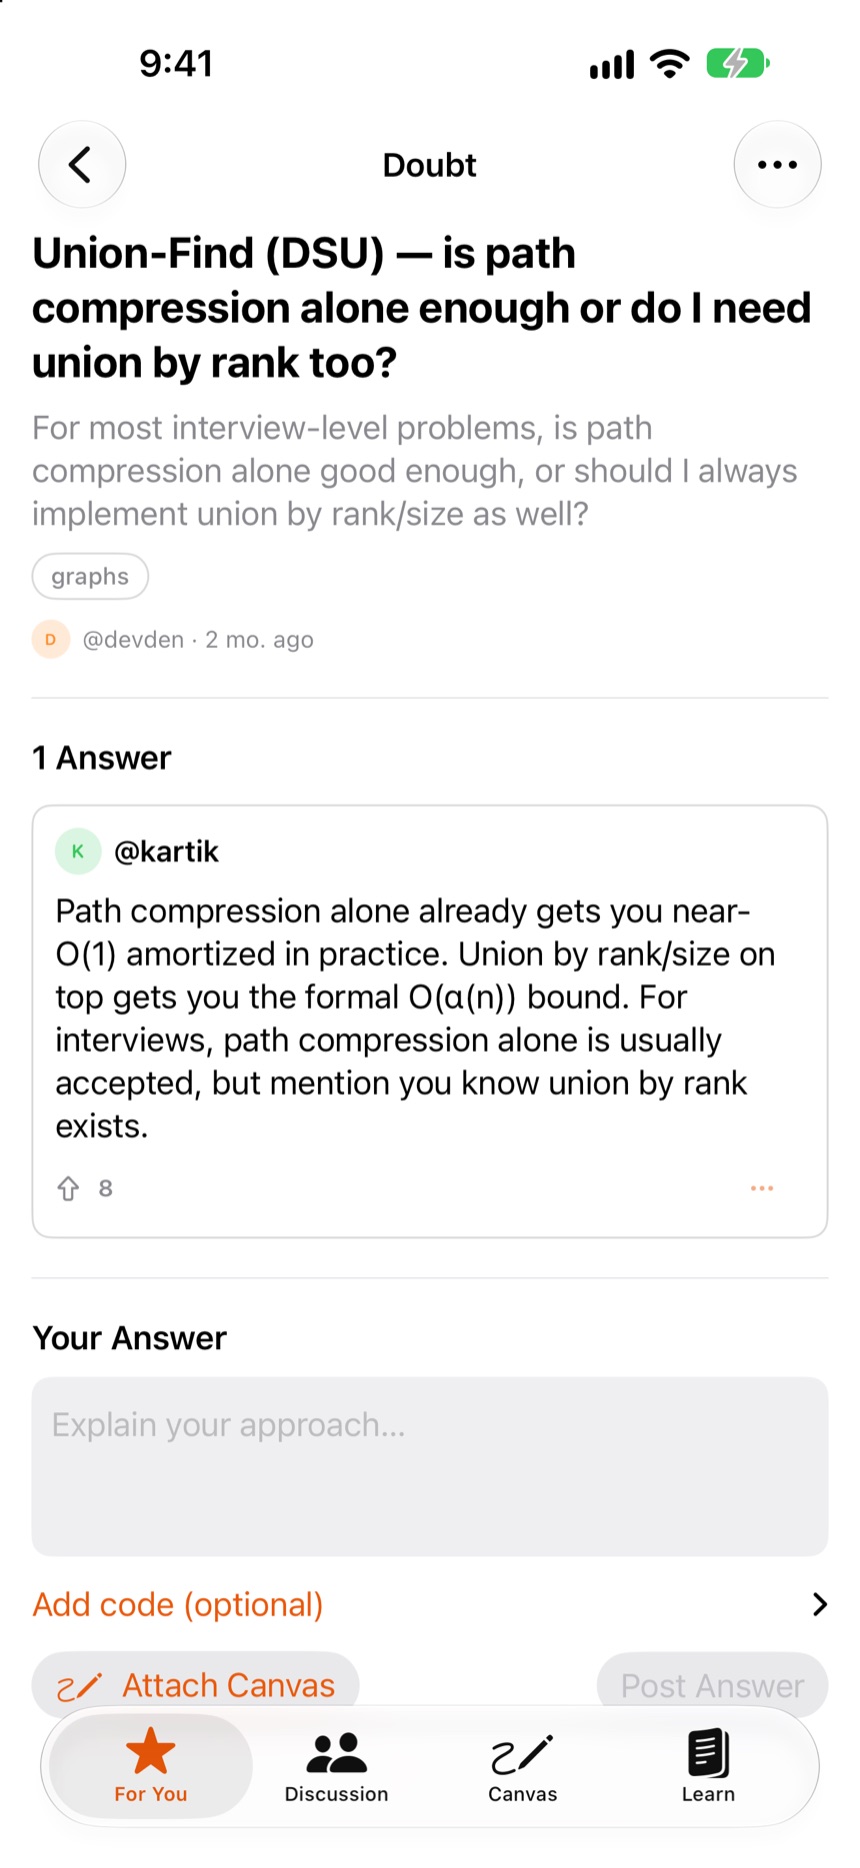 9:41
Doubt
Union-Find (DSU) — is path
compression alone enough or do I need
union by rank too?
For most interview-level problems, is path
compression alone good enough, or should I always
implement union by rank/size as well?
graphs
D @devden · 2 mo. ago
1 Answer
K @kartik
Path compression alone already gets you near-
O(1) amortized in practice. Union by rank/size on
top gets you the formal O(α(n)) bound. For
interviews, path compression alone is usually
accepted, but mention you know union by rank
exists.
8
Your Answer
Explain your approach...
Add code (optional)
Attach Canvas Post Answer
For You Discussion Canvas Learn